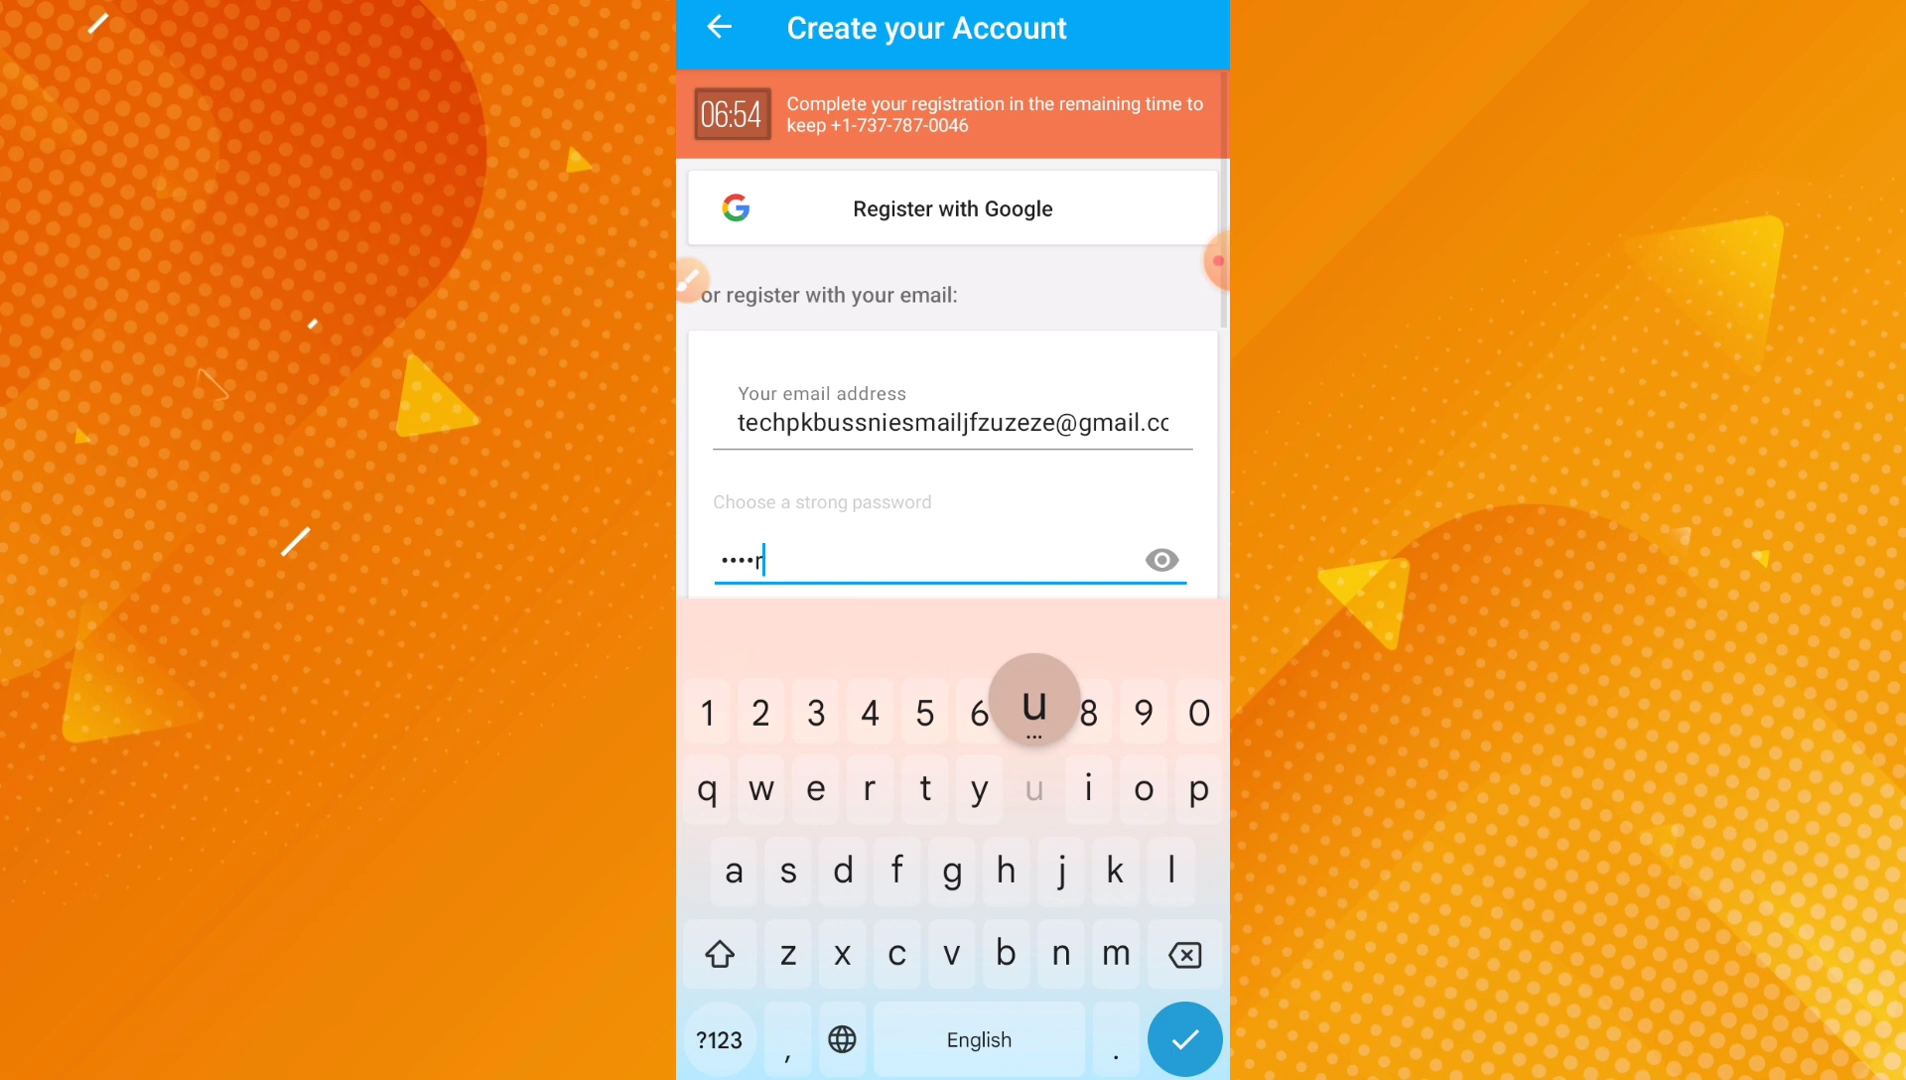 Create your Account
06:54
Complete your registration in the remaining time to
keep +1-737-787-0046
Register with Google
or register with your email:
Your email address
techpkbussniesmailjfzuzeze@gmail.cc
Choose a strong password
••••r
1 2 3 4 5 6 u 8 9 0
q w e r t y u i o p
a s d f g h j k l
z x c v b n m
?123 , English .